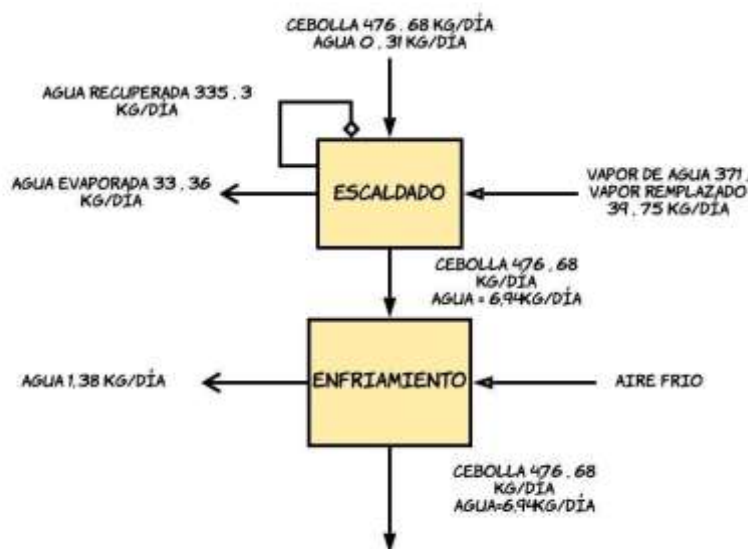 CEBOLLA 476,68 KG/DÍA
AGUA 0,31 KG/DÍA
AGUA RECUPERADA 335,3
KG/DÍA
AGUA EVAPORADA 33,36
KG/DÍA
ESCALDADO
VAPOR DE AGUA 371,
VAPOR REMPLAZADO
39,75 KG/DÍA
CEBOLLA 476,68
KG/DÍA
AGUA = 6,94KG/DÍA
AGUA 1,38 KG/DÍA
ENFRIAMIENTO
AIRE FRIO
CEBOLLA 476,68
KG/DÍA
AGUA=6,94KG/DÍA